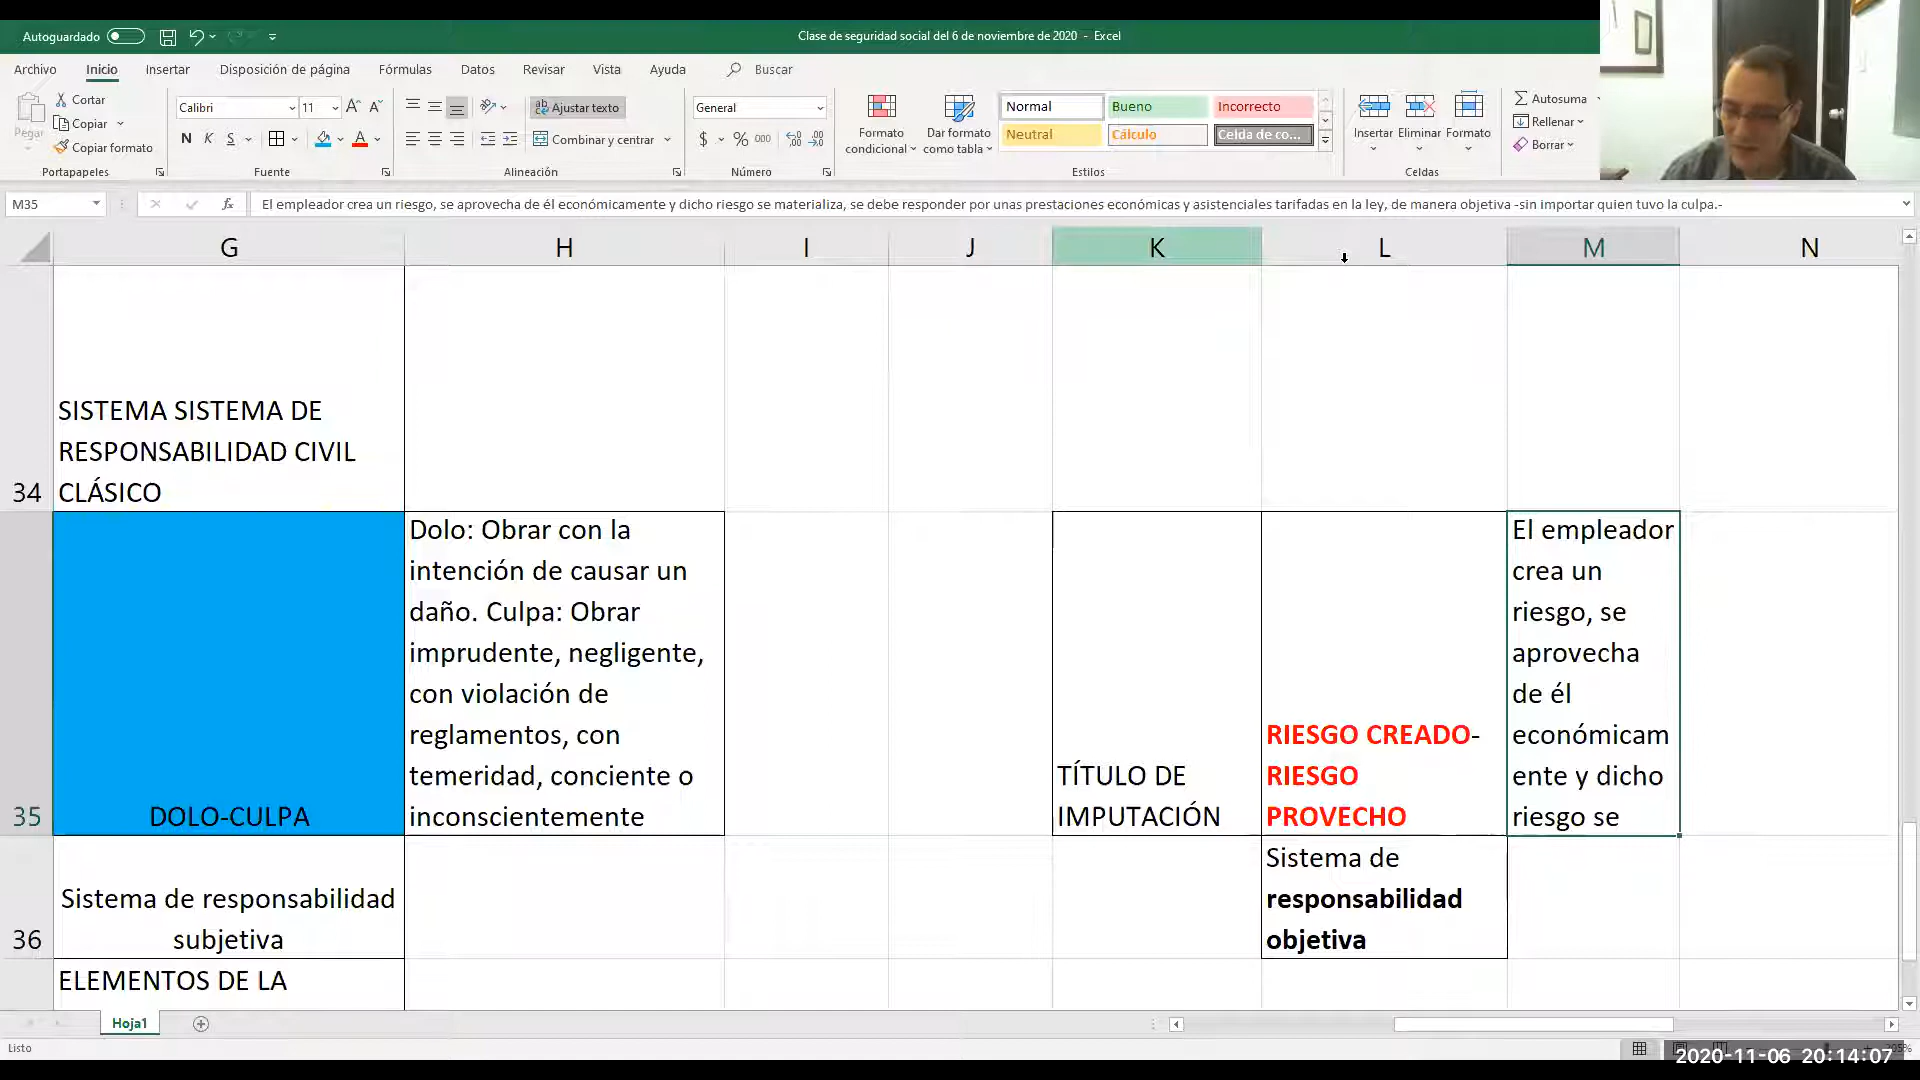 Autoguardado
Clase de seguridad social del 6 de noviembre de 2020 - Excel
Archivo Inicio Insertar Disposición de página Fórmulas Datos Revisar Vista Ayuda Buscar
Pegar
Cortar
Copiar
Copiar formato
Portapapeles
Calibri 11
N K S
Fuente
Ajustar texto
Combinar y centrar
Alineación
General
$ % 000
Número
Formato condicional
Dar formato como tabla
Normal Bueno Incorrecto
Neutral Cálculo Celda de co...
Estilos
Insertar Eliminar Formato
Celdas
Autosuma
Rellenar
Borrar
M35
fx
El empleador crea un riesgo, se aprovecha de él económicamente y dicho riesgo se materializa, se debe responder por unas prestaciones económicas y asistenciales tarifadas en la ley, de manera objetiva -sin importar quien tuvo la culpa.-
G H I J K L M N
34
SISTEMA SISTEMA DE
RESPONSABILIDAD CIVIL
CLÁSICO
35
DOLO-CULPA
Dolo: Obrar con la
intención de causar un
daño. Culpa: Obrar
imprudente, negligente,
con violación de
reglamentos, con
temeridad, conciente o
inconscientemente
TÍTULO DE
IMPUTACIÓN
RIESGO CREADO-
RIESGO
PROVECHO
El empleador
crea un
riesgo, se
aprovecha
de él
económicam
ente y dicho
riesgo se
36
Sistema de responsabilidad
subjetiva
Sistema de
responsabilidad
objetiva
ELEMENTOS DE LA
Hoja1
Listo
2020-11-06 20:14:07